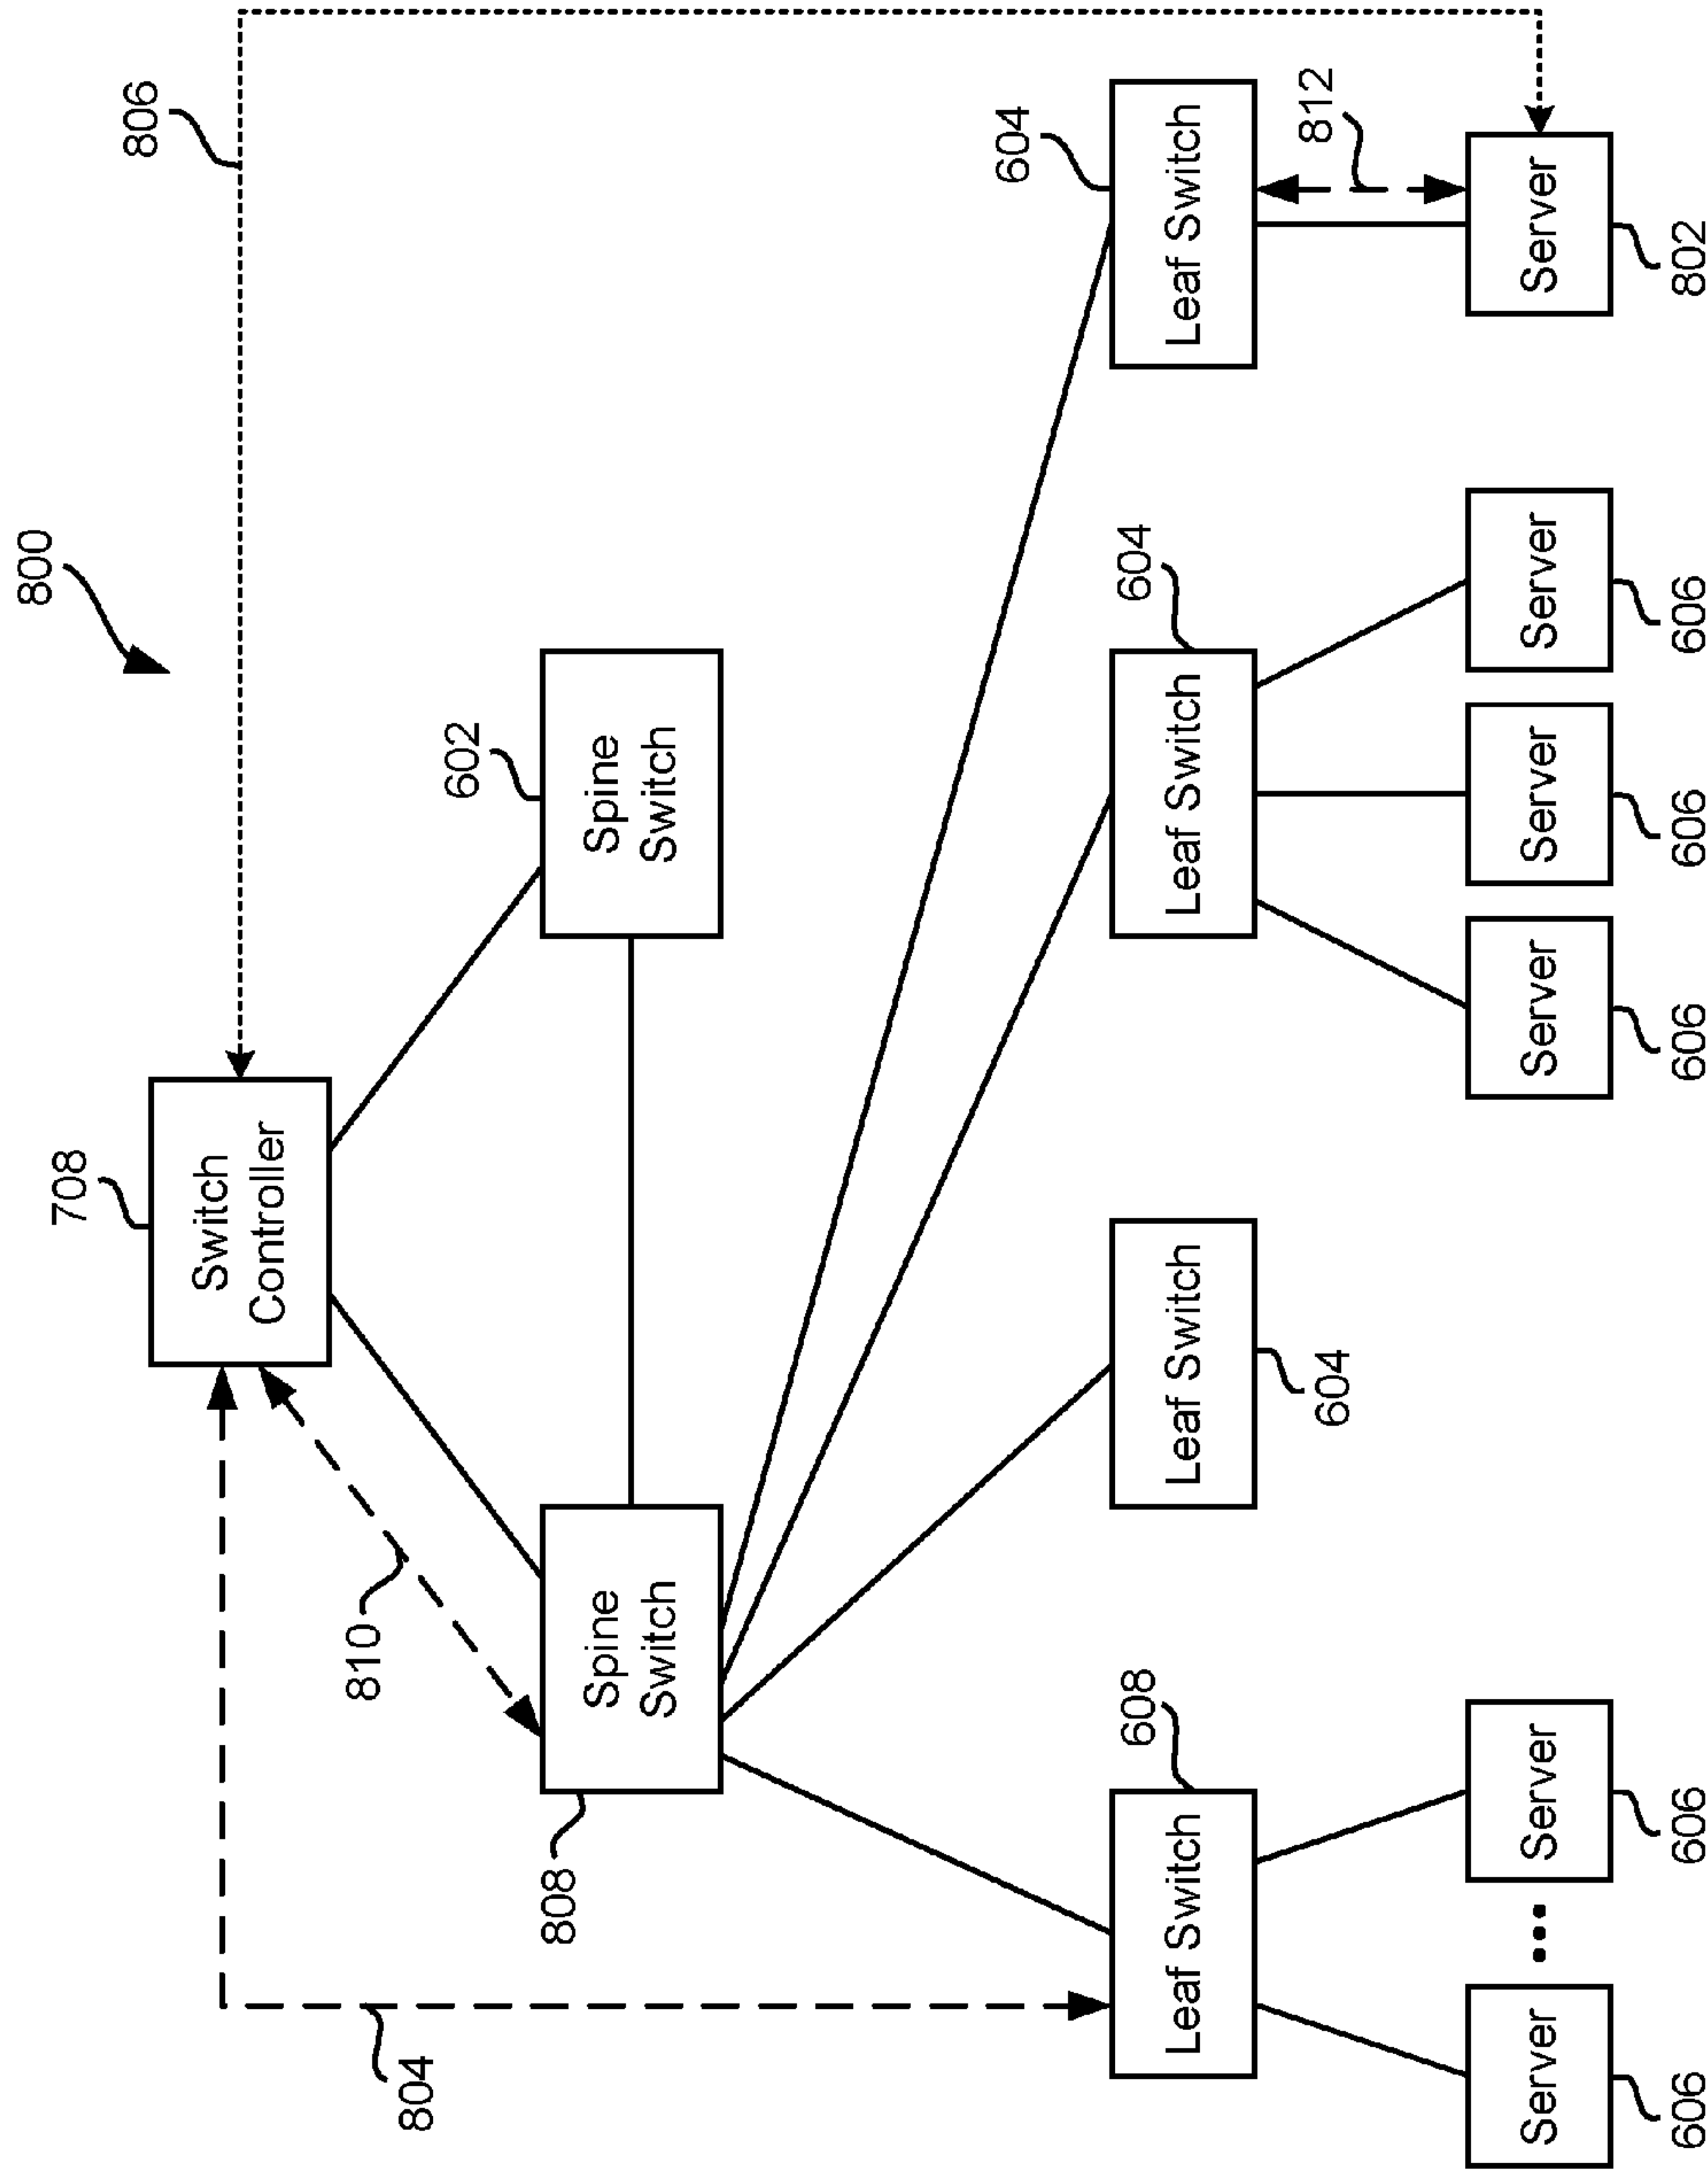 800
708
806
Switch
Controller
810
804
602
Spine
Switch
Spine
Switch
808
604
608
604
Leaf Switch
Leaf Switch
Leaf Switch
Leaf Switch
812
604
Server
...
Server
Server
Server
Server
Server
606
606
606
606
606
802